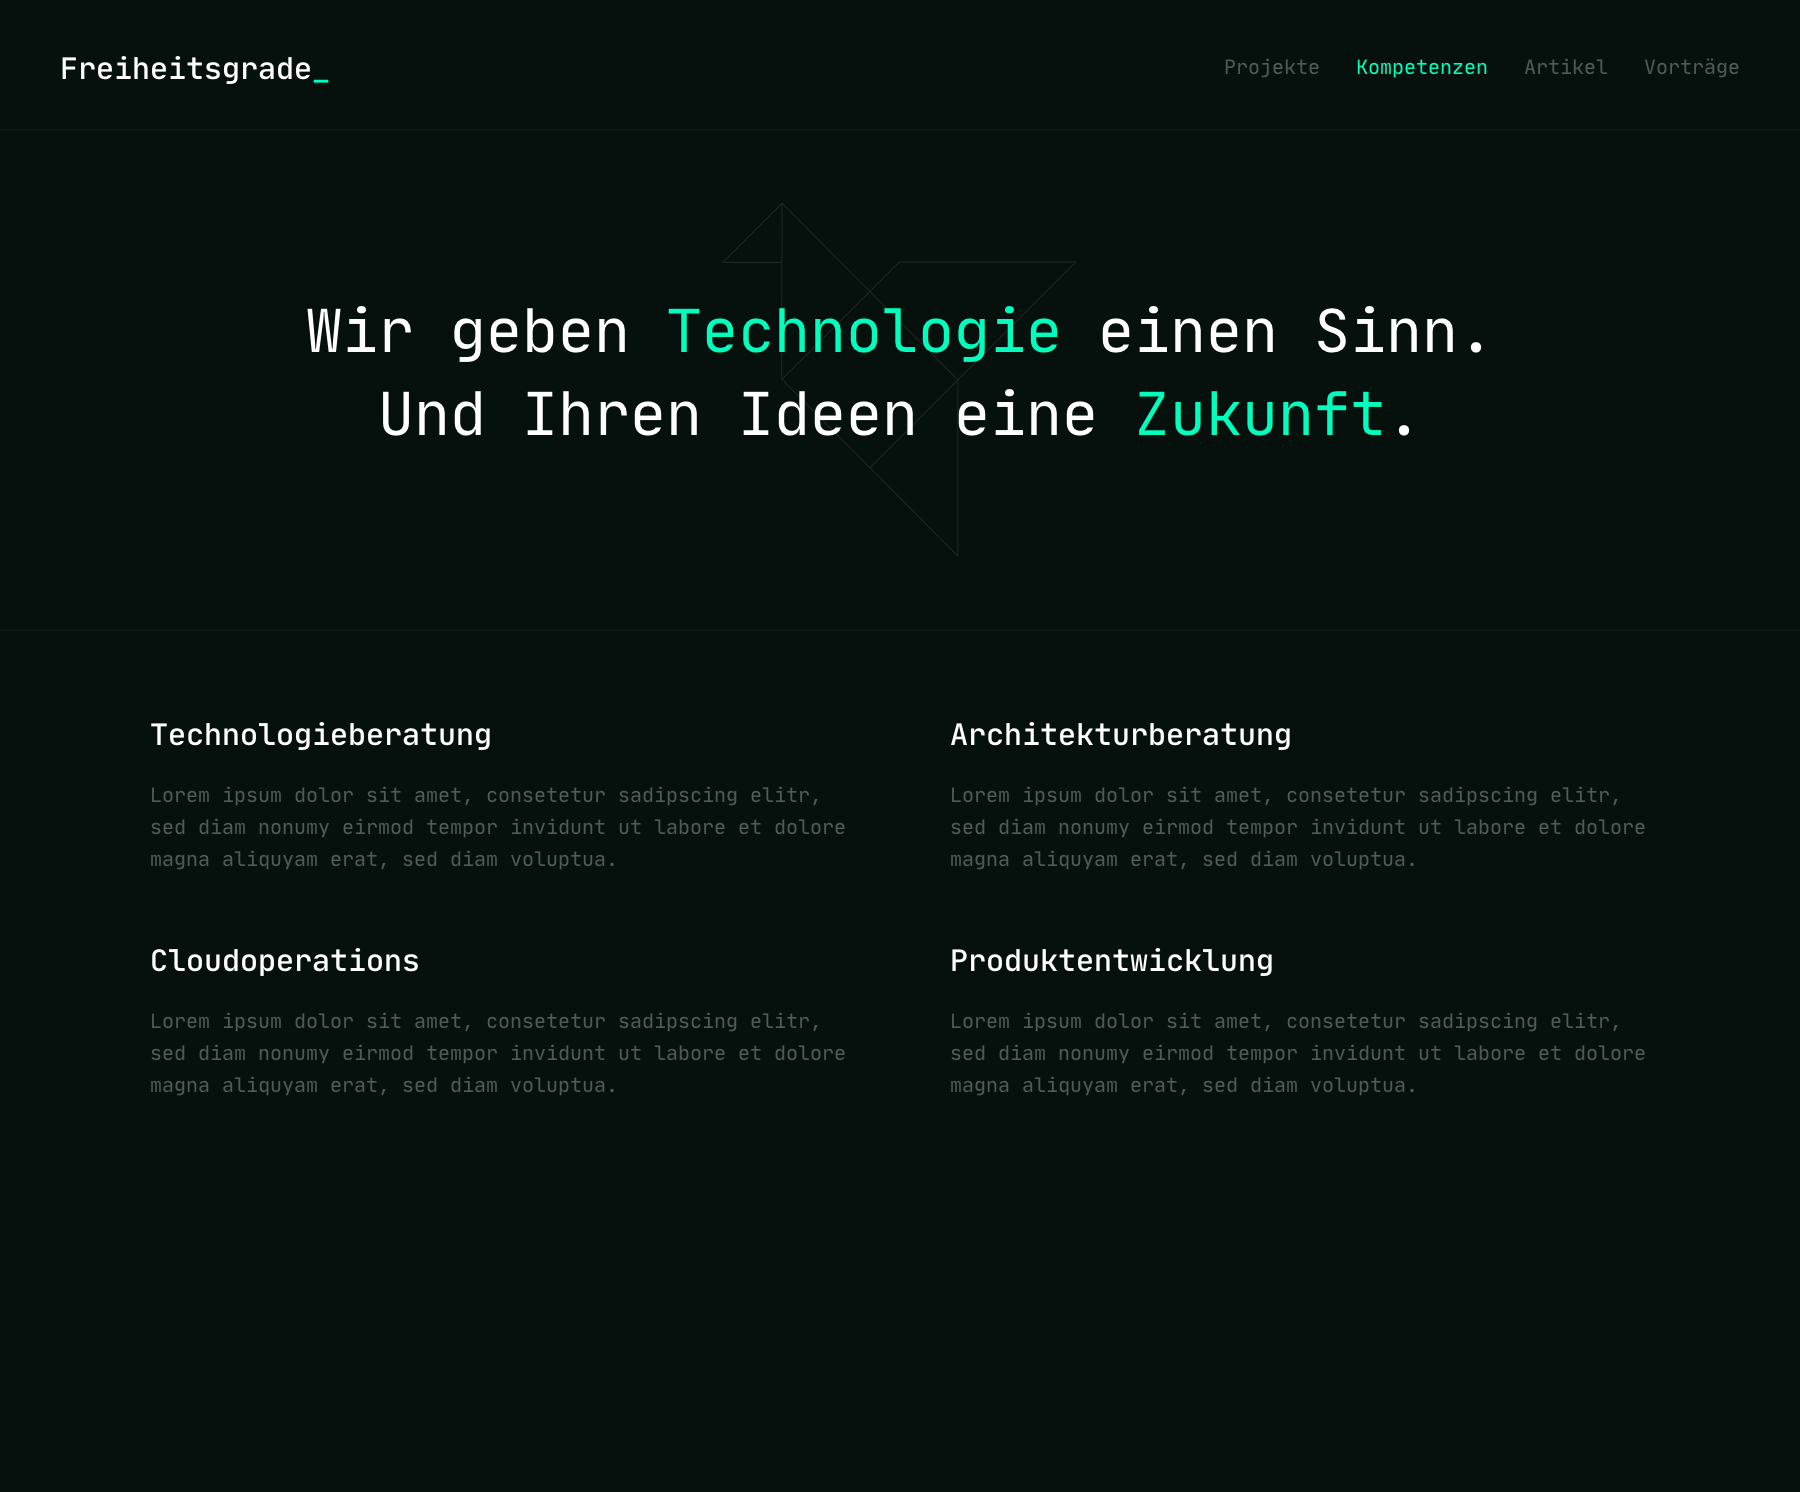 Freiheitsgrade_
Projekte Kompetenzen Artikel Vorträge
Wir geben Technologie einen Sinn.
Und Ihren Ideen eine Zukunft.
Technologieberatung
Lorem ipsum dolor sit amet, consetetur sadipscing elitr,
sed diam nonumy eirmod tempor invidunt ut labore et dolore
magna aliquyam erat, sed diam voluptua.
Architekturberatung
Lorem ipsum dolor sit amet, consetetur sadipscing elitr,
sed diam nonumy eirmod tempor invidunt ut labore et dolore
magna aliquyam erat, sed diam voluptua.
Cloudoperations
Lorem ipsum dolor sit amet, consetetur sadipscing elitr,
sed diam nonumy eirmod tempor invidunt ut labore et dolore
magna aliquyam erat, sed diam voluptua.
Produktentwicklung
Lorem ipsum dolor sit amet, consetetur sadipscing elitr,
sed diam nonumy eirmod tempor invidunt ut labore et dolore
magna aliquyam erat, sed diam voluptua.